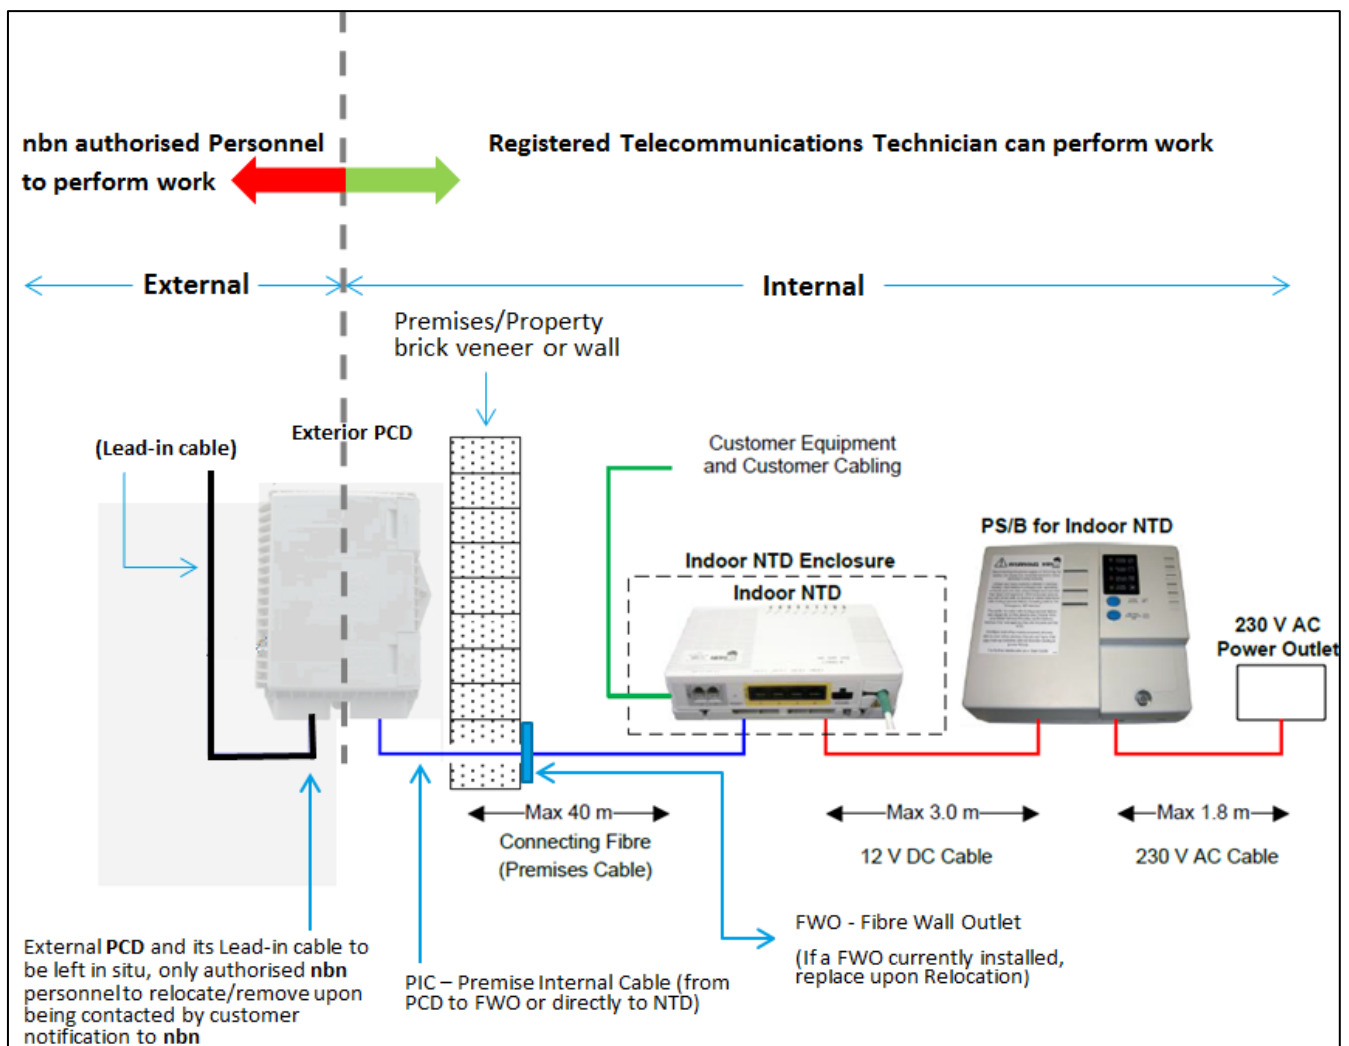 nbn authorised Personnel
to perform work
Registered Telecommunications Technician can perform work
External
Internal
Premises/Property
brick veneer or wall
(Lead-in cable)
Exterior PCD
Customer Equipment
and Customer Cabling
Indoor NTD Enclosure
Indoor NTD
PS/B for Indoor NTD
230 V AC
Power Outlet
Max 40 m
Connecting Fibre
(Premises Cable)
Max 3.0 m
12 V DC Cable
Max 1.8 m
230 V AC Cable
External PCD and its Lead-in cable to
be left in situ, only authorised nbn
personnel to relocate/remove upon
being contacted by customer
notification to nbn
PIC – Premise Internal Cable (from
PCD to FWO or directly to NTD)
FWO - Fibre Wall Outlet
(If a FWO currently installed,
replace upon Relocation)